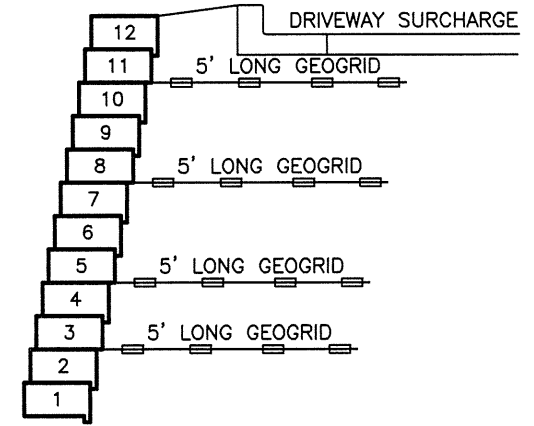 12 DRIVEWAY SURCHARGE
11 5' LONG GEOGRID
10
9
8 5' LONG GEOGRID
7
6
5 5' LONG GEOGRID
4
3 5' LONG GEOGRID
2
1